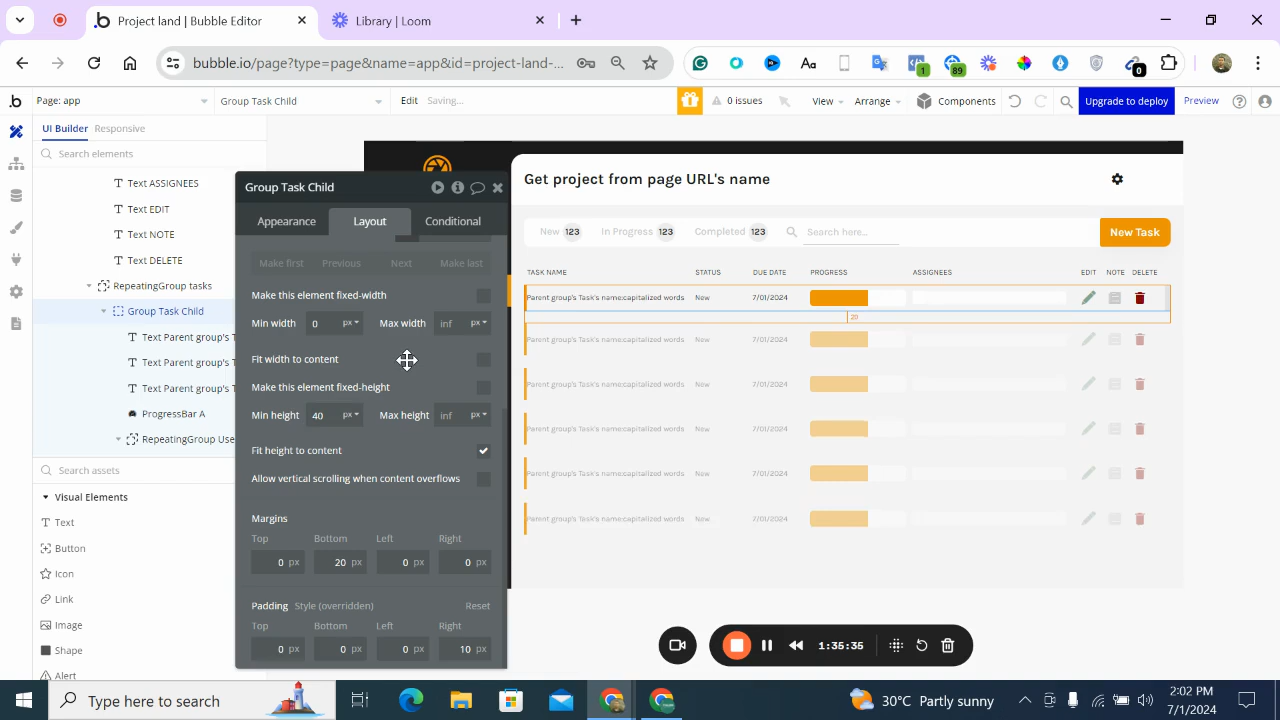 Project land | Bubble Editor
Library | Loom
bubble.io/page?type=page&name=app&id=project-land-...
1
89
0
Page: app
Group Task Child
Edit
Saving...
0 issues
View
Arrange
Components
Upgrade to deploy
Preview
UI Builder
Responsive
Search elements
Text ASSIGNEES
Text EDIT
Text NOTE
Text DELETE
RepeatingGroup tasks
Group Task Child
Text Parent group's T
Text Parent group's
Text Parent group's
ProgressBar A
RepeatingGroup Use
Search assets
Visual Elements
Text
Button
Icon
Link
Image
Shape
Alert
Group Task Child
Appearance
Layout
Conditional
Make first
Previous
Next
Make last
Make this element fixed-width
Min width 0 px
Max width inf px
Fit width to content
Make this element fixed-height
Min height 40 px
Max height inf px
Fit height to content
Allow vertical scrolling when content overflows
Margins
Top Bottom Left Right
0 px 20 px 0 px 0 px
Padding Style (overridden) Reset
Top Bottom Left Right
0 px 0 px 0 px 10 px
Get project from page URL's name
New 123
In Progress 123
Completed 123
Search here...
New Task
TASK NAME STATUS DUE DATE PROGRESS ASSIGNEES EDIT NOTE DELETE
Parent group's Task's name:capitalized words New 7/01/2024
20
Parent group's Task's name:capitalized words New 7/01/2024
Parent group's Task's name:capitalized words New 7/01/2024
Parent group's Task's name:capitalized words New 7/01/2024
Parent group's Task's name:capitalized words New 7/01/2024
Parent group's Task's name:capitalized words New 7/01/2024
1:35:35
Type here to search
30°C Partly sunny
2:02 PM
7/1/2024